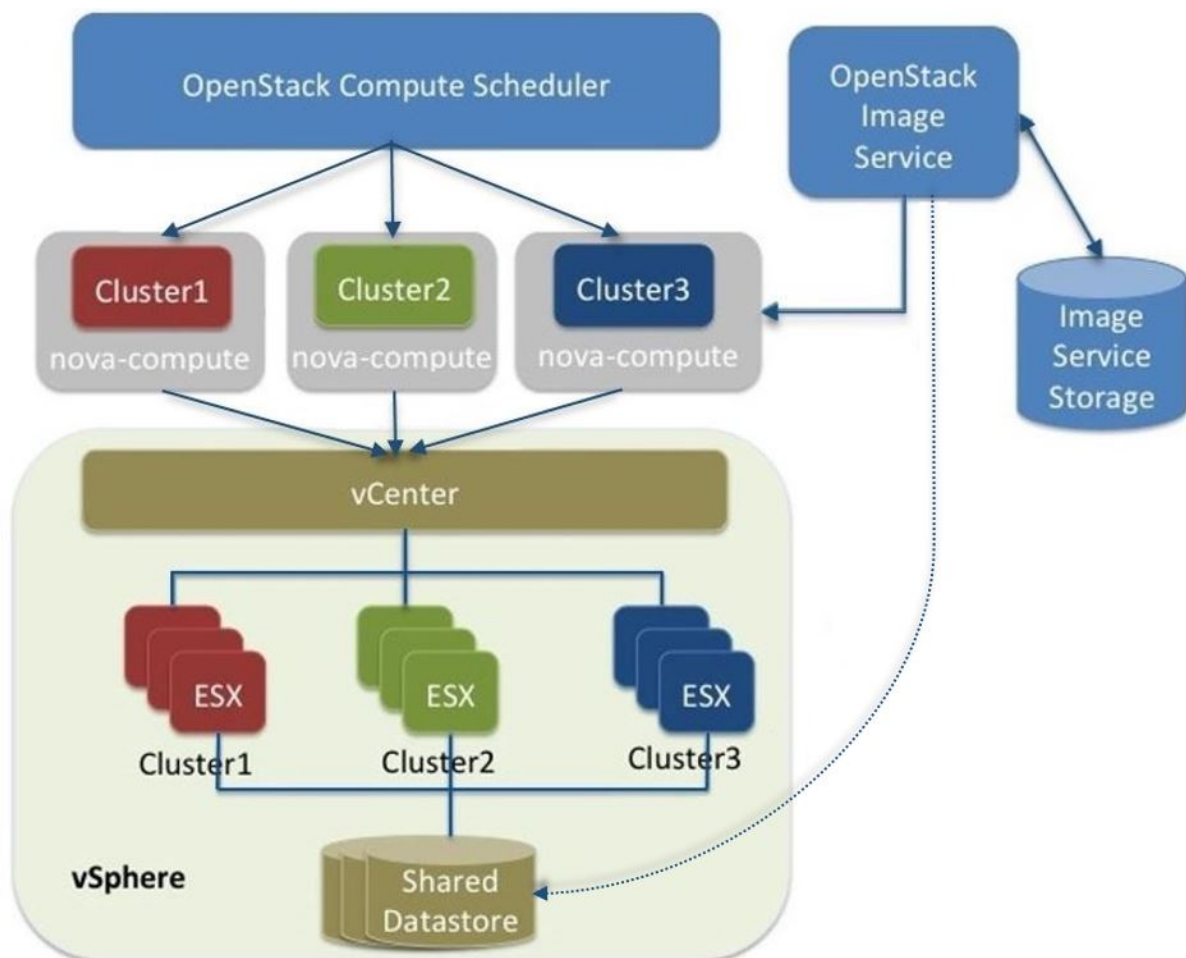 OpenStack Compute Scheduler
OpenStack
Image
Service
Cluster1
Cluster2
Cluster3
nova-compute
nova-compute
nova-compute
Image
Service
Storage
vCenter
ESX
ESX
ESX
Cluster1
Cluster2
Cluster3
vSphere
Shared
Datastore